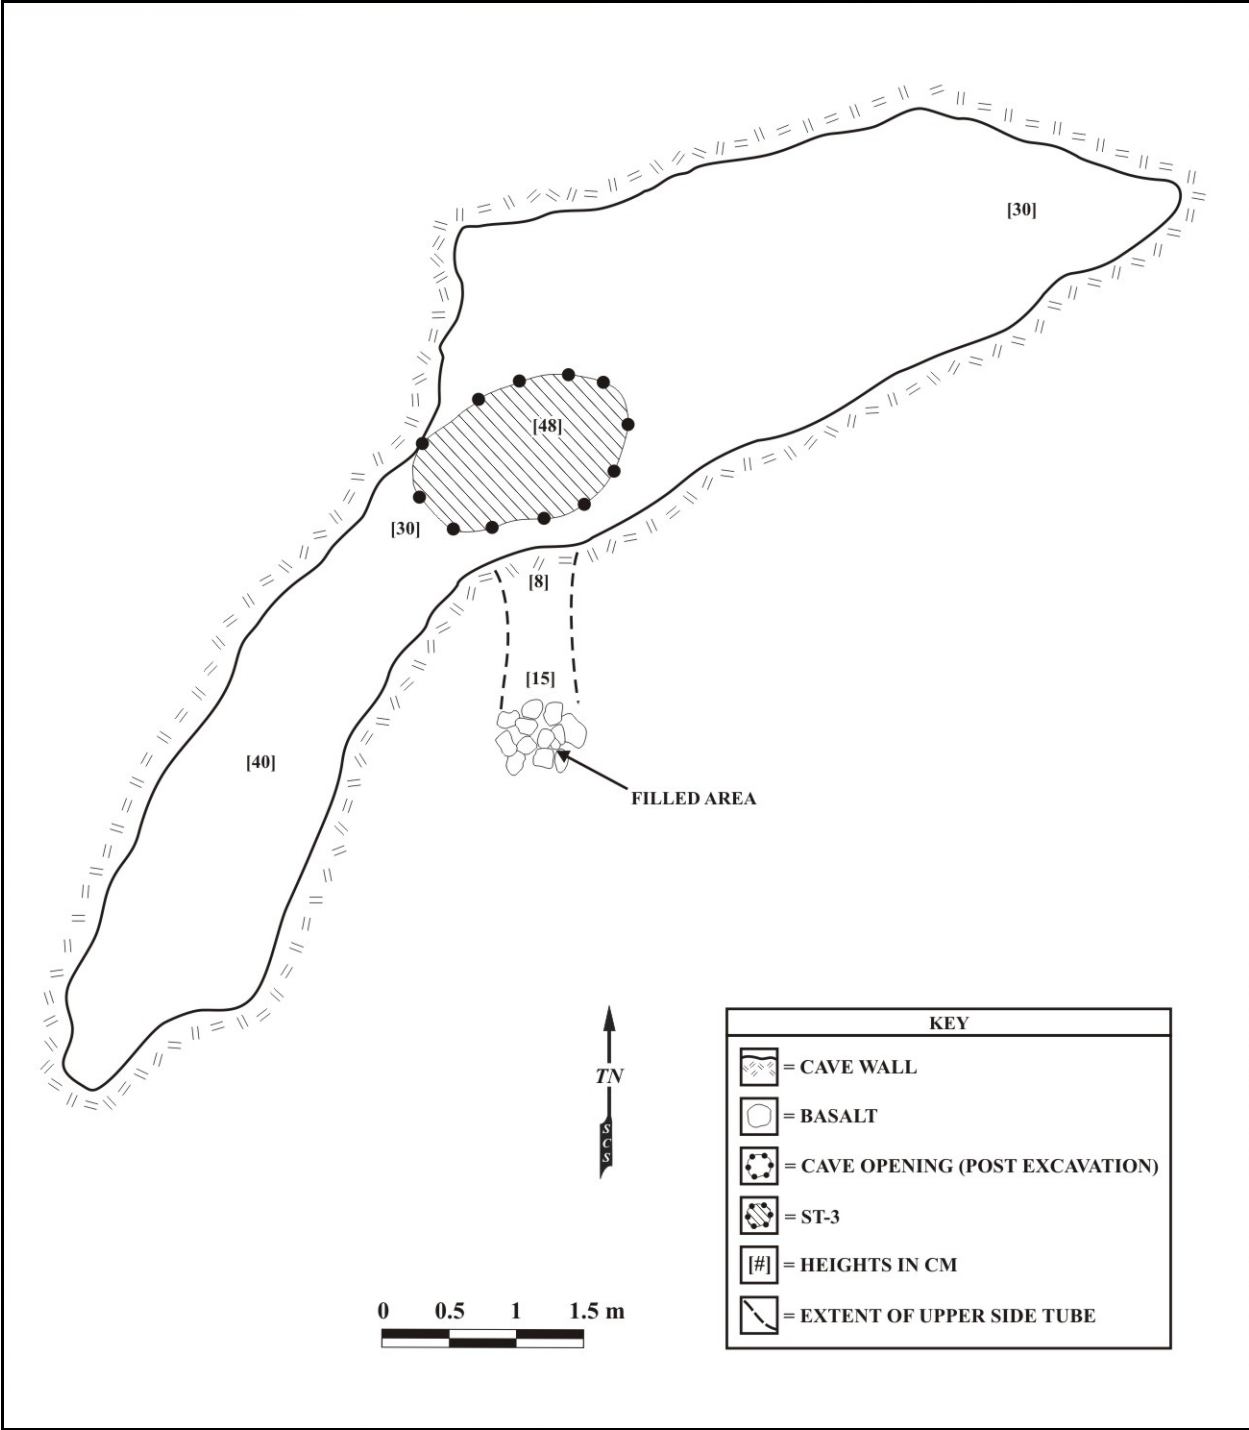 [30]
[48]
[30]
[8]
[15]
[40]
FILLED AREA
TN
SCS
KEY
= CAVE WALL
= BASALT
= CAVE OPENING (POST EXCAVATION)
= ST-3
[#] = HEIGHTS IN CM
= EXTENT OF UPPER SIDE TUBE
0 0.5 1 1.5 m